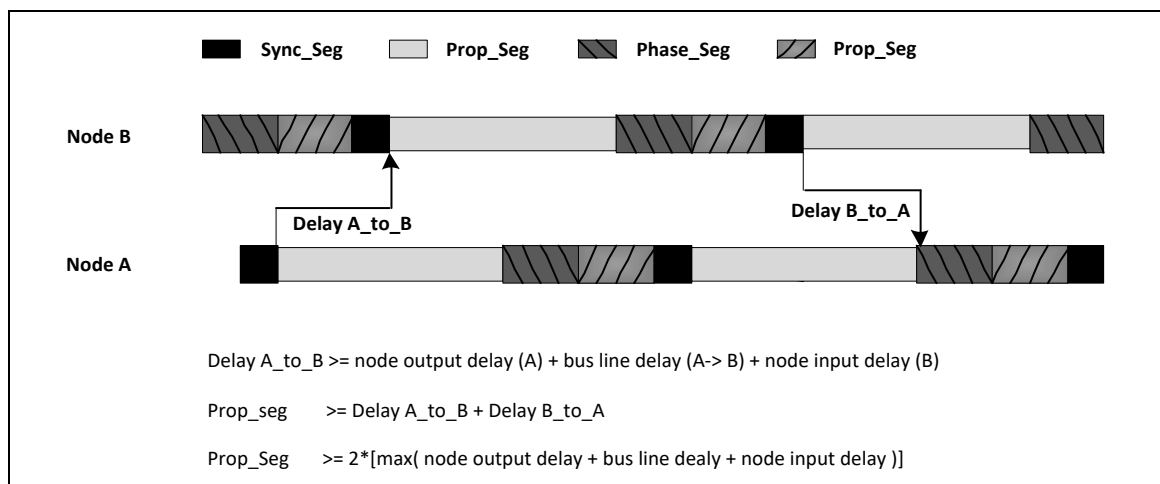 Sync_Seg Prop_Seg Phase_Seg Prop_Seg
Node B
Delay A_to_B
Delay B_to_A
Node A
Delay A_to_B >= node output delay (A) + bus line delay (A-> B) + node input delay (B)
Prop_seg >= Delay A_to_B + Delay B_to_A
Prop_Seg >= 2*[max( node output delay + bus line dealy + node input delay )]